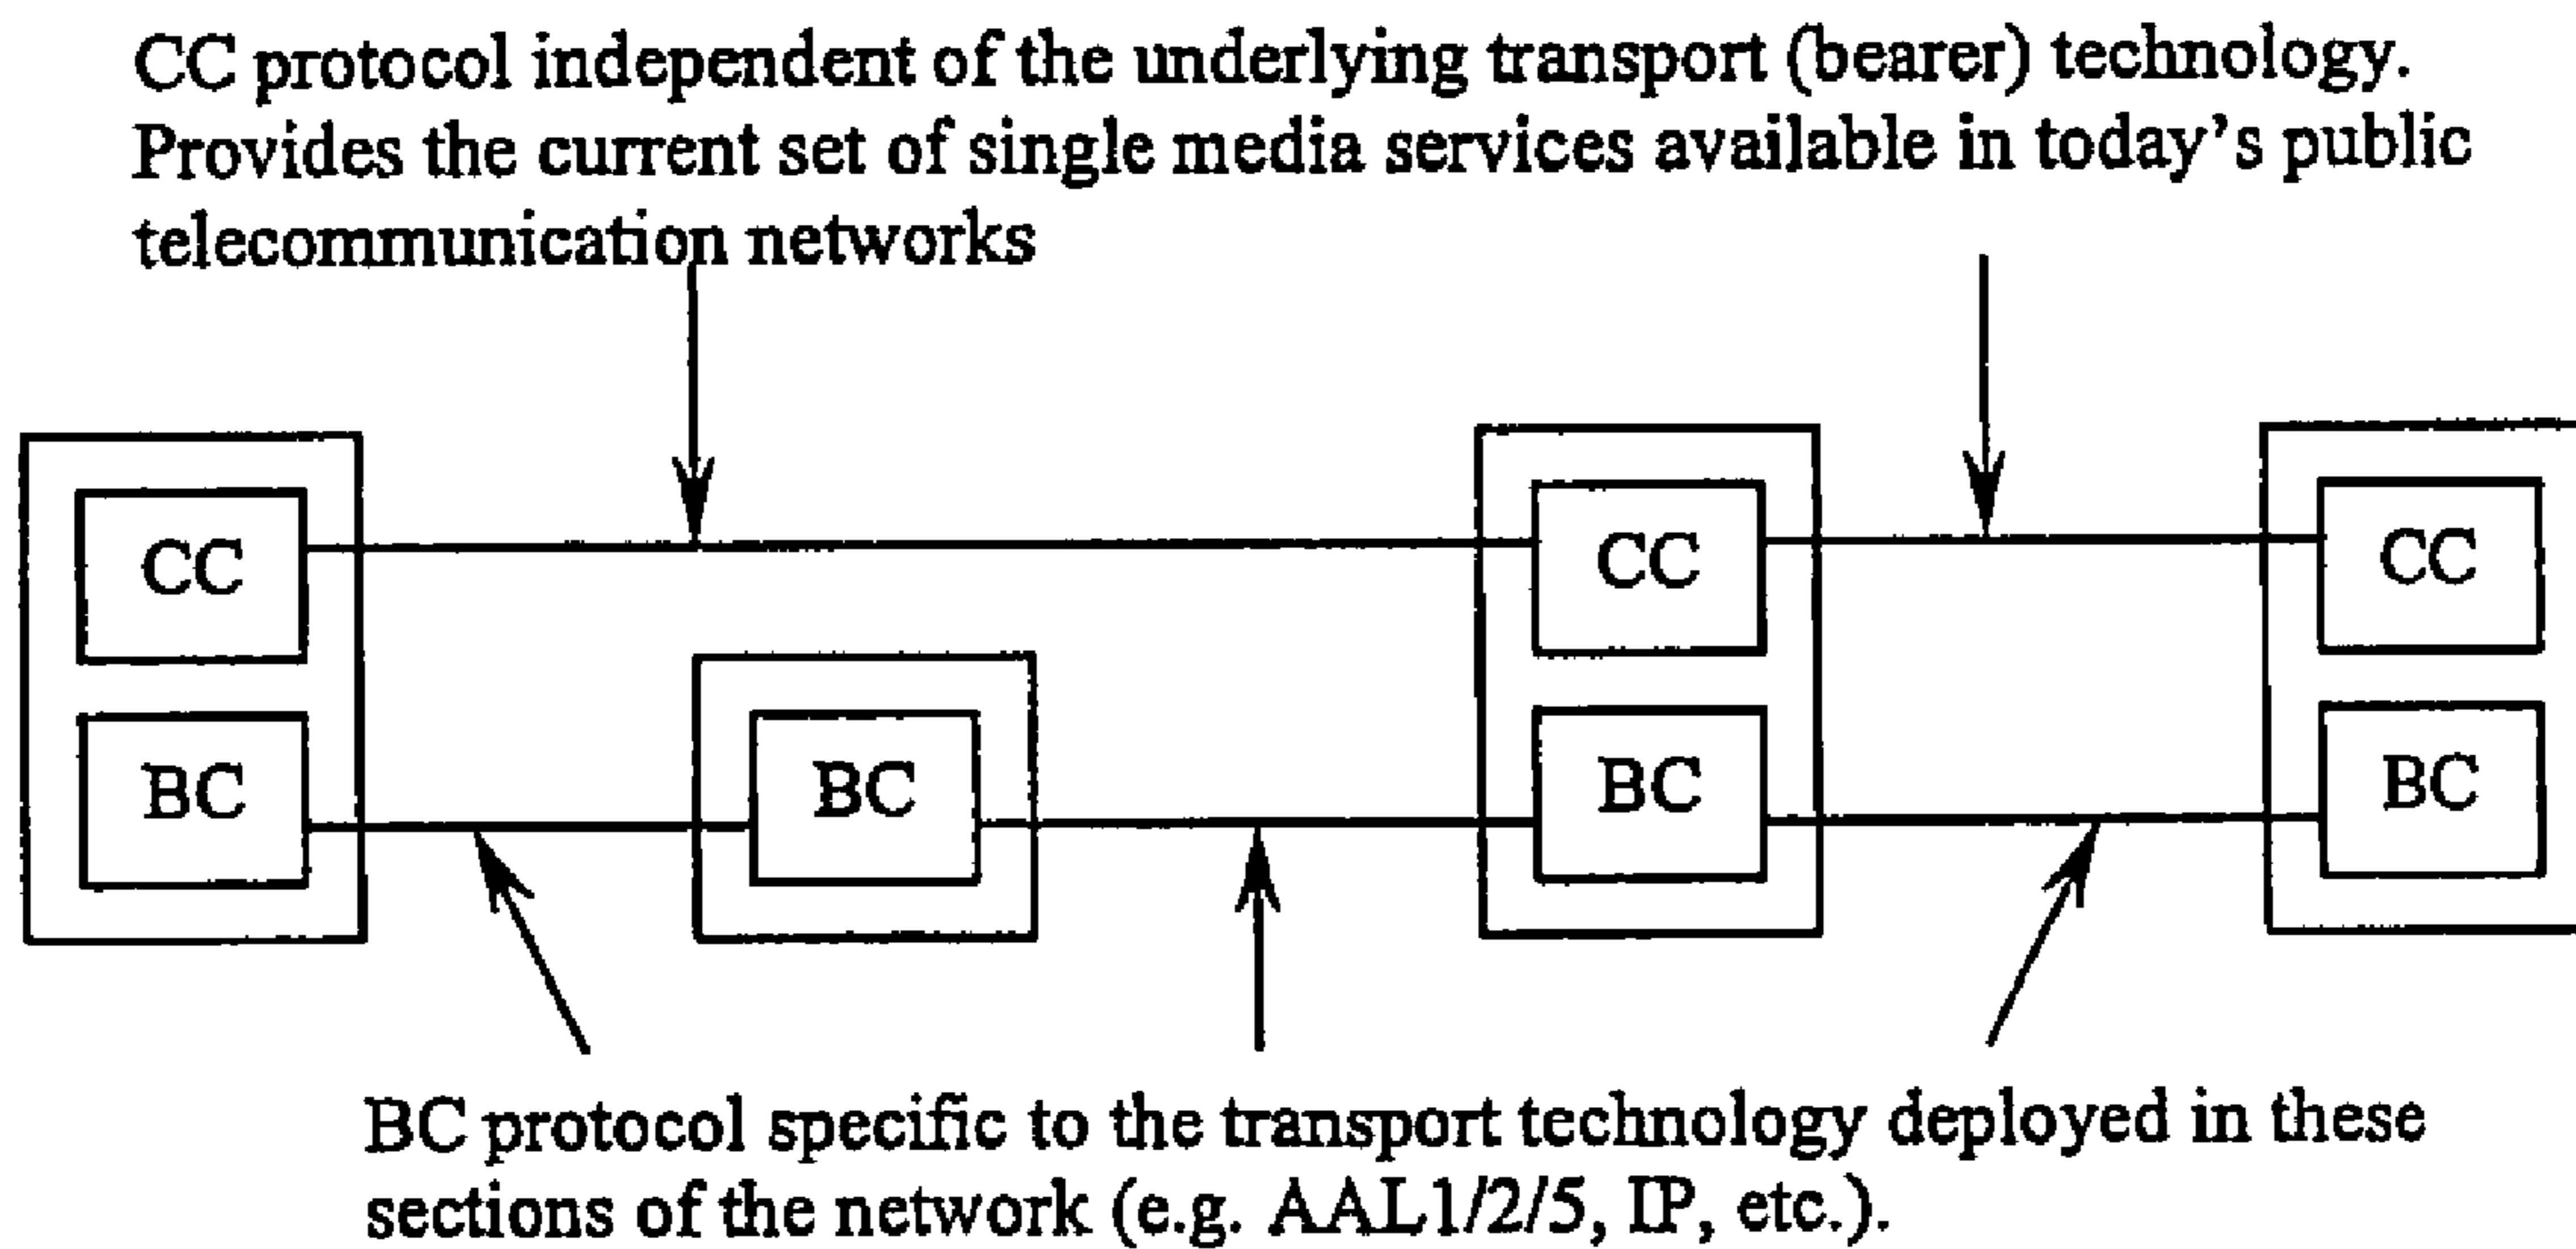 CC protocol independent of the underlying transport (bearer) technology.
Provides the current set of single media services available in today's public
telecommunication networks
CC
CC
CC
BC
BC
BC
BC
BC protocol specific to the transport technology deployed in these
sections of the network (e.g. AAL1/2/5, IP, etc.).